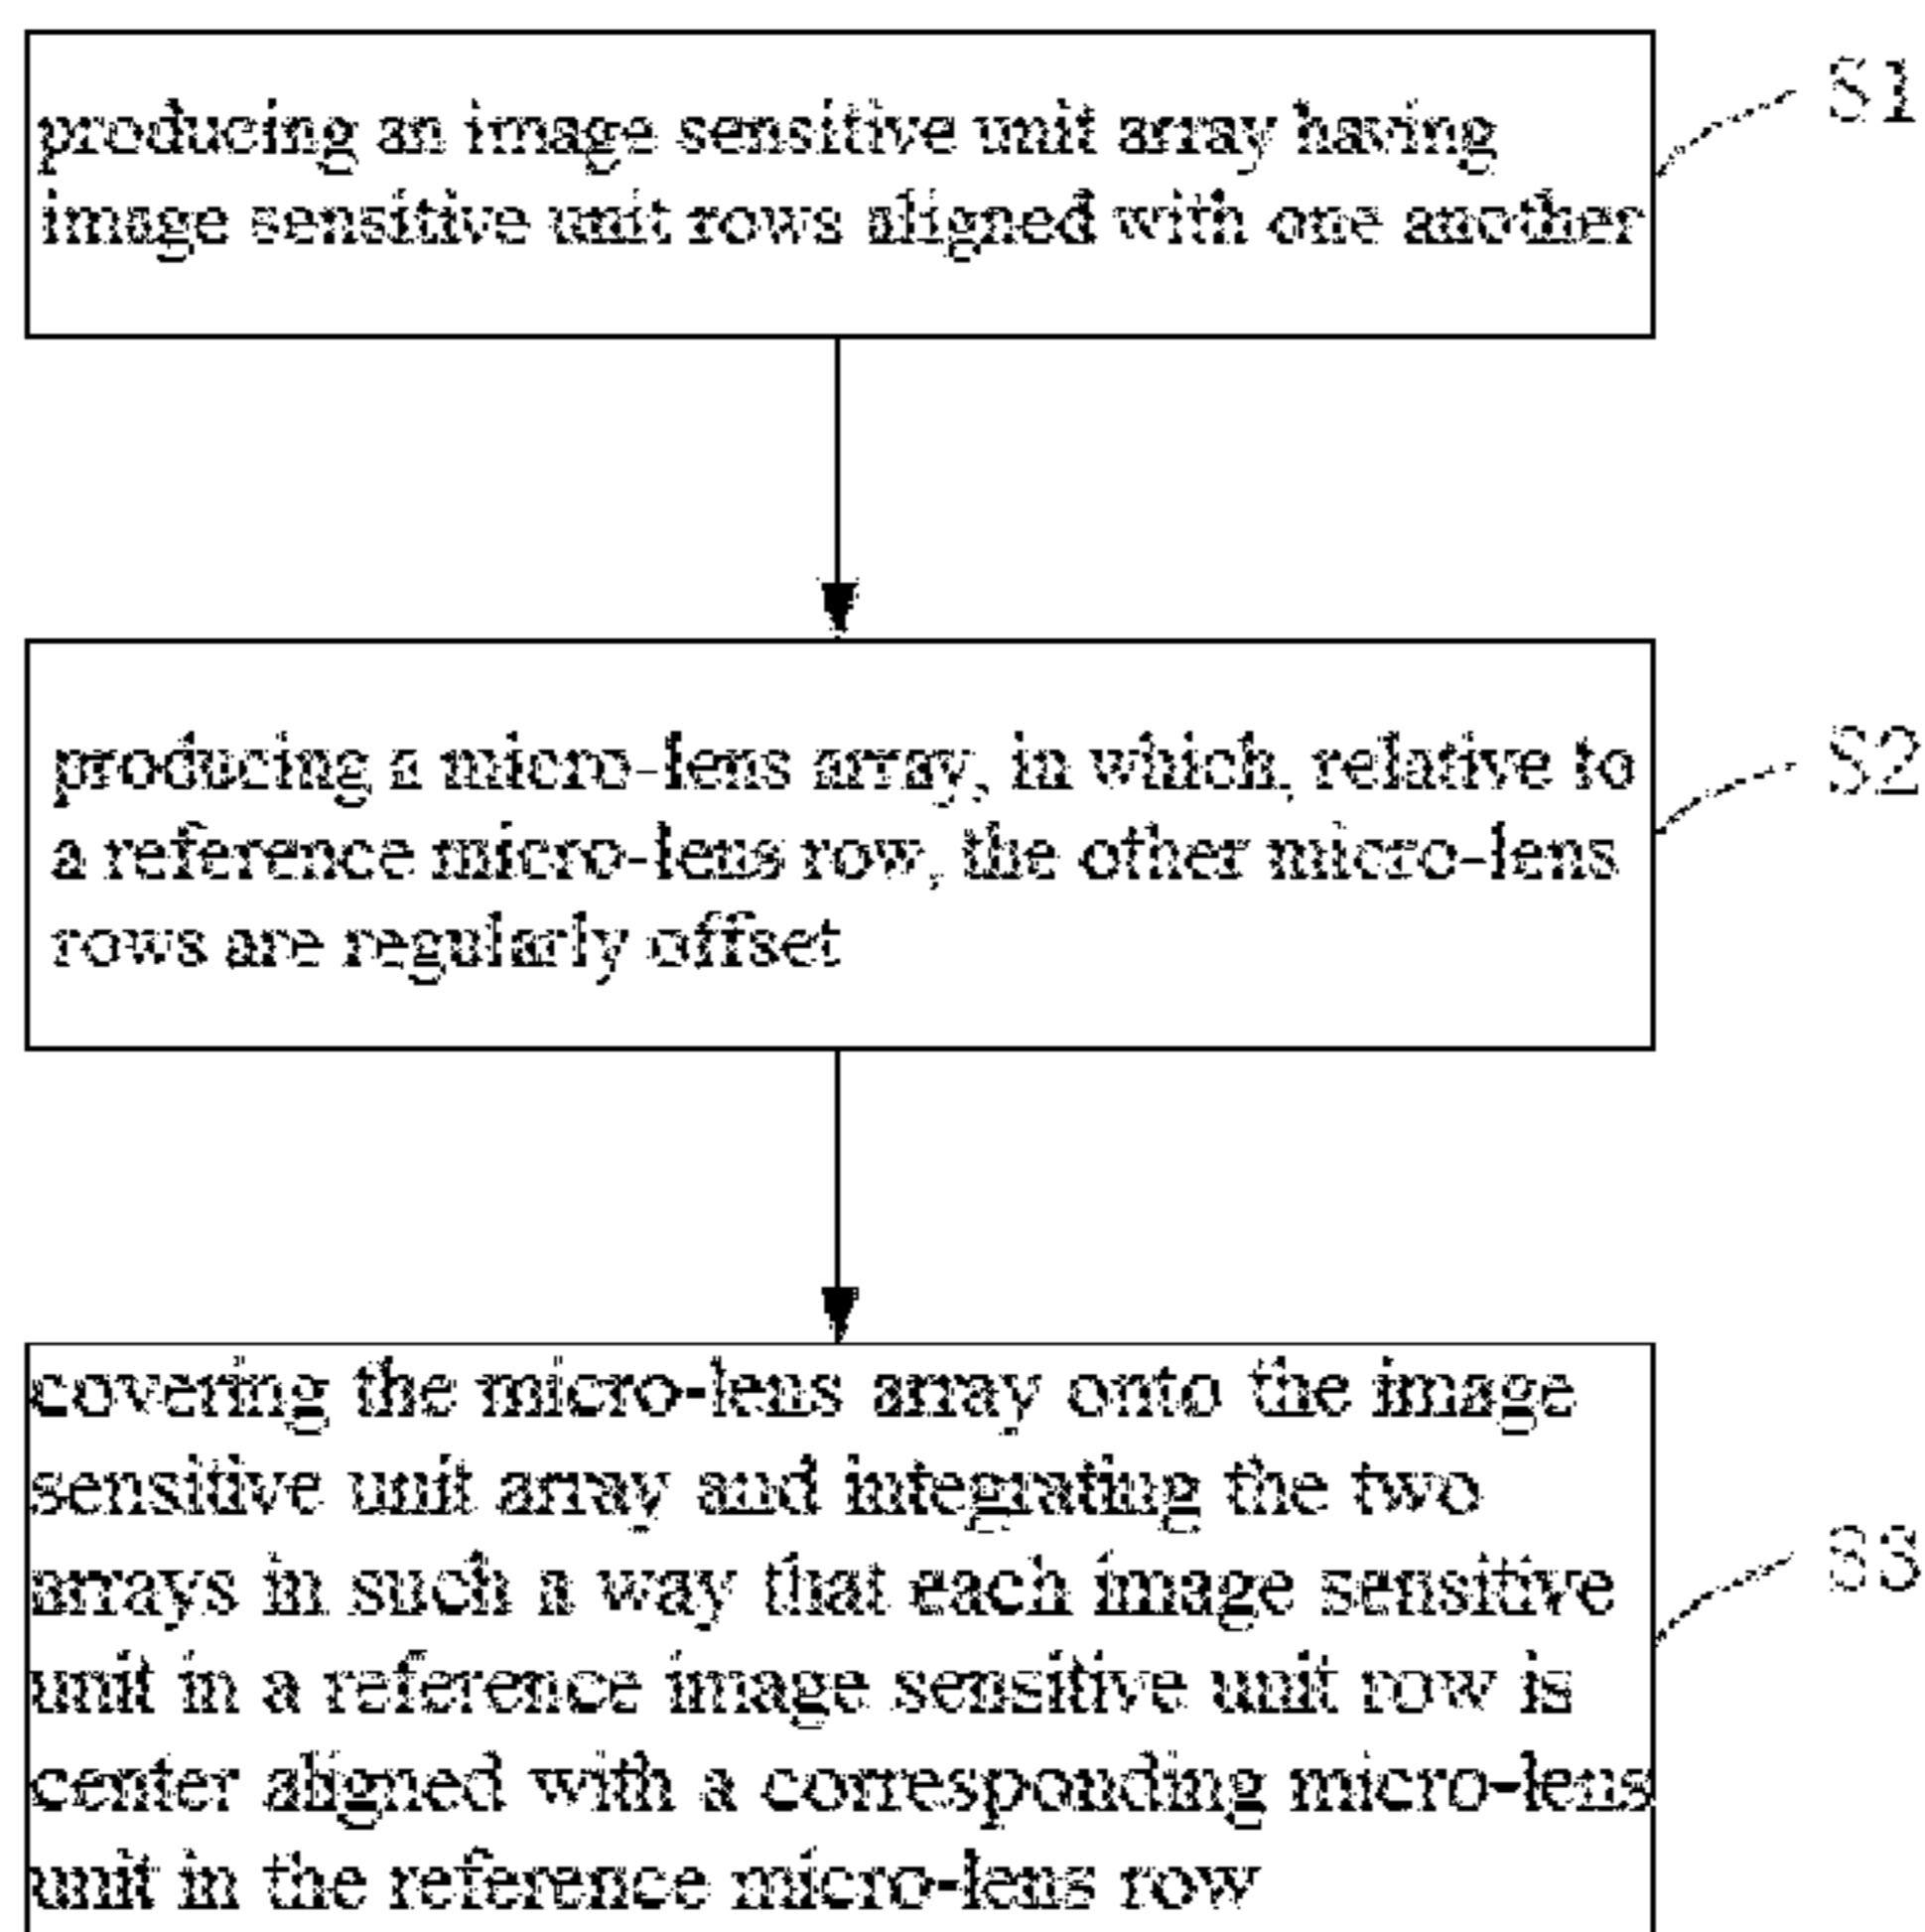 producing an image sensitive unit array having
image sensitive unit rows aligned with one another
S1
producing a micro-lens array, in which, relative to
a reference micro-lens row, the other micro-lens
rows are regularly offset
S2
covering the micro-lens array onto the image
sensitive unit array and integrating the two
arrays in such a way that each image sensitive
unit in a reference image sensitive unit row is
center aligned with a corresponding micro-lens
unit in the reference micro-lens row
S3